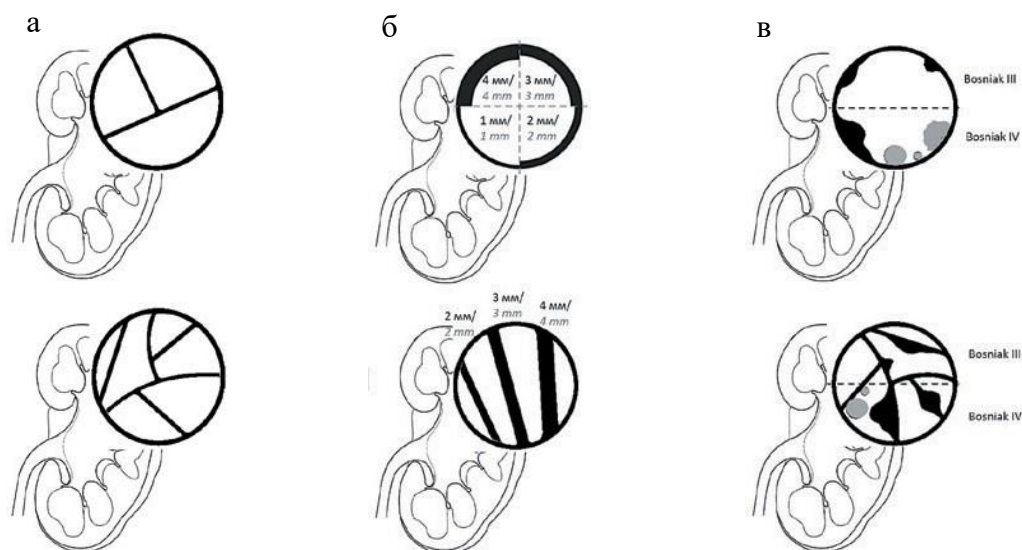 а
б
в
4 мм/
4 mm
3 мм/
3 mm
1 мм/
1 mm
2 мм/
2 mm
Bosniak III
Bosniak IV
2 мм/
2 mm
3 мм/
3 mm
4 мм/
4 mm
Bosniak III
Bosniak IV